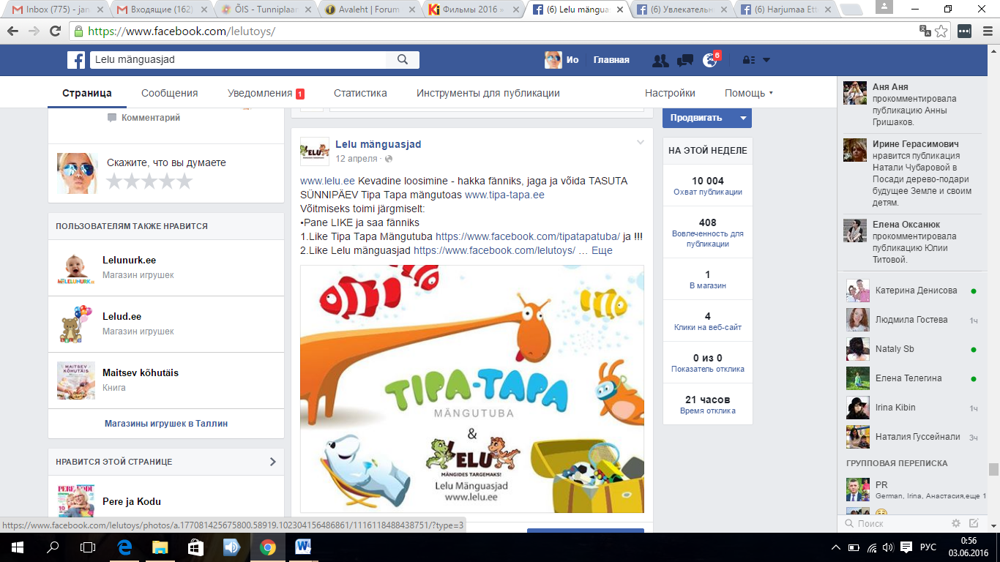 Inbox (775) - jan
Входящие (162)
ÕIS - Tunniplaan
Avaleht | Forum
Фильмы 2016 »
(6) Lelu mängua
(6) Увлекательн
(6) Harjumaa Ett
https://www.facebook.com/lelutoys/
Lelu mänguasjad
Ио
Главная
6
Страница
Сообщения
Уведомления 1
Статистика
Инструменты для публикации
Настройки
Помощь
Комментарий
Скажите, что вы думаете
ПОЛЬЗОВАТЕЛЯМ ТАКЖЕ НРАВИТСЯ
Lelunurk.ee
Магазин игрушек
Lelud.ee
Магазин игрушек
Maitsev kõhutäis
Книга
Магазины игрушек в Таллин
НРАВИТСЯ ЭТОЙ СТРАНИЦЕ
Pere ja Kodu
Lelu mänguasjad
12 апреля ·
www.lelu.ee Kevadine loosimine - hakka fänniks, jaga ja võida TASUTA
SÜNNIPÄEV Tipa Tapa mängutoas www.tipa-tapa.ee
Võitmiseks toimi järgmiselt:
•Pane LIKE ja saa fänniks
1.Like Tipa Tapa Mängutuba https://www.facebook.com/tipatapatuba/ ja !!!
2.Like Lelu mänguasjad https://www.facebook.com/lelutoys/ … Еще
TIPA-TAPA
MÄNGUTUBA
&
LELU
MÄNGIDES TARGEMAKS!
Lelu Mänguasjad
www.lelu.ee
Продвигать
НА ЭТОЙ НЕДЕЛЕ
10 004
Охват публикации
408
Вовлеченность для
публикации
1
В магазин
4
Клики на веб-сайт
0 из 0
Показатель отклика
21 часов
Время отклика
Аня Аня
прокомментировала
публикацию Анны
Гришаков.
Ирине Герасимович
нравится публикация
Натали Чубаровой в
Посади дерево-подари
будущее Земле и своим
детям.
Елена Оксанюк
прокомментировала
публикацию Юлии
Титовой.
Катерина Денисова
Людмила Гостева 1ч
Nataly Sb
Елена Телегина
Irina Kibin 1ч
Наталия Гуссейнали 3ч
ГРУППОВАЯ ПЕРЕПИСКА
PR
German, Irina, Анастасия,еще 1
Поиск
https://www.facebook.com/lelutoys/photos/a.177081425675800.58919.102304156486861/1116118488438751/?type=3
РУС
0:56
03.06.2016